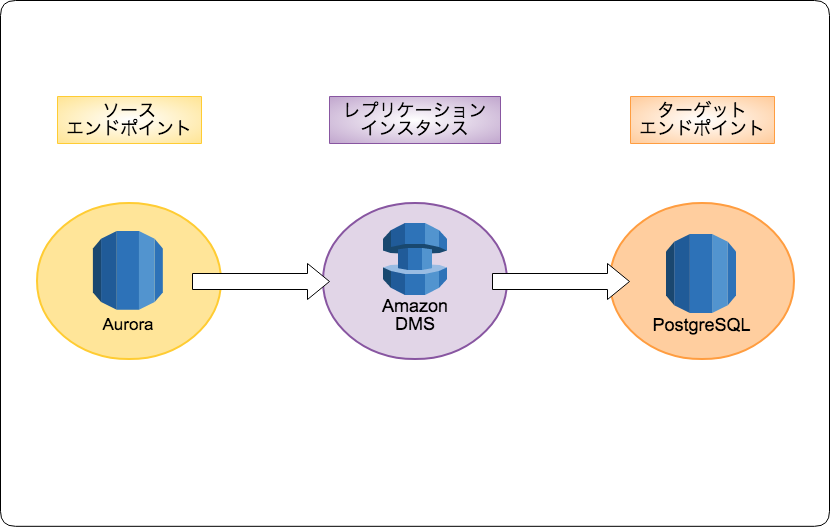 ソース
エンドポイント
レプリケーション
インスタンス
ターゲット
エンドポイント
Aurora
Amazon
DMS
PostgreSQL